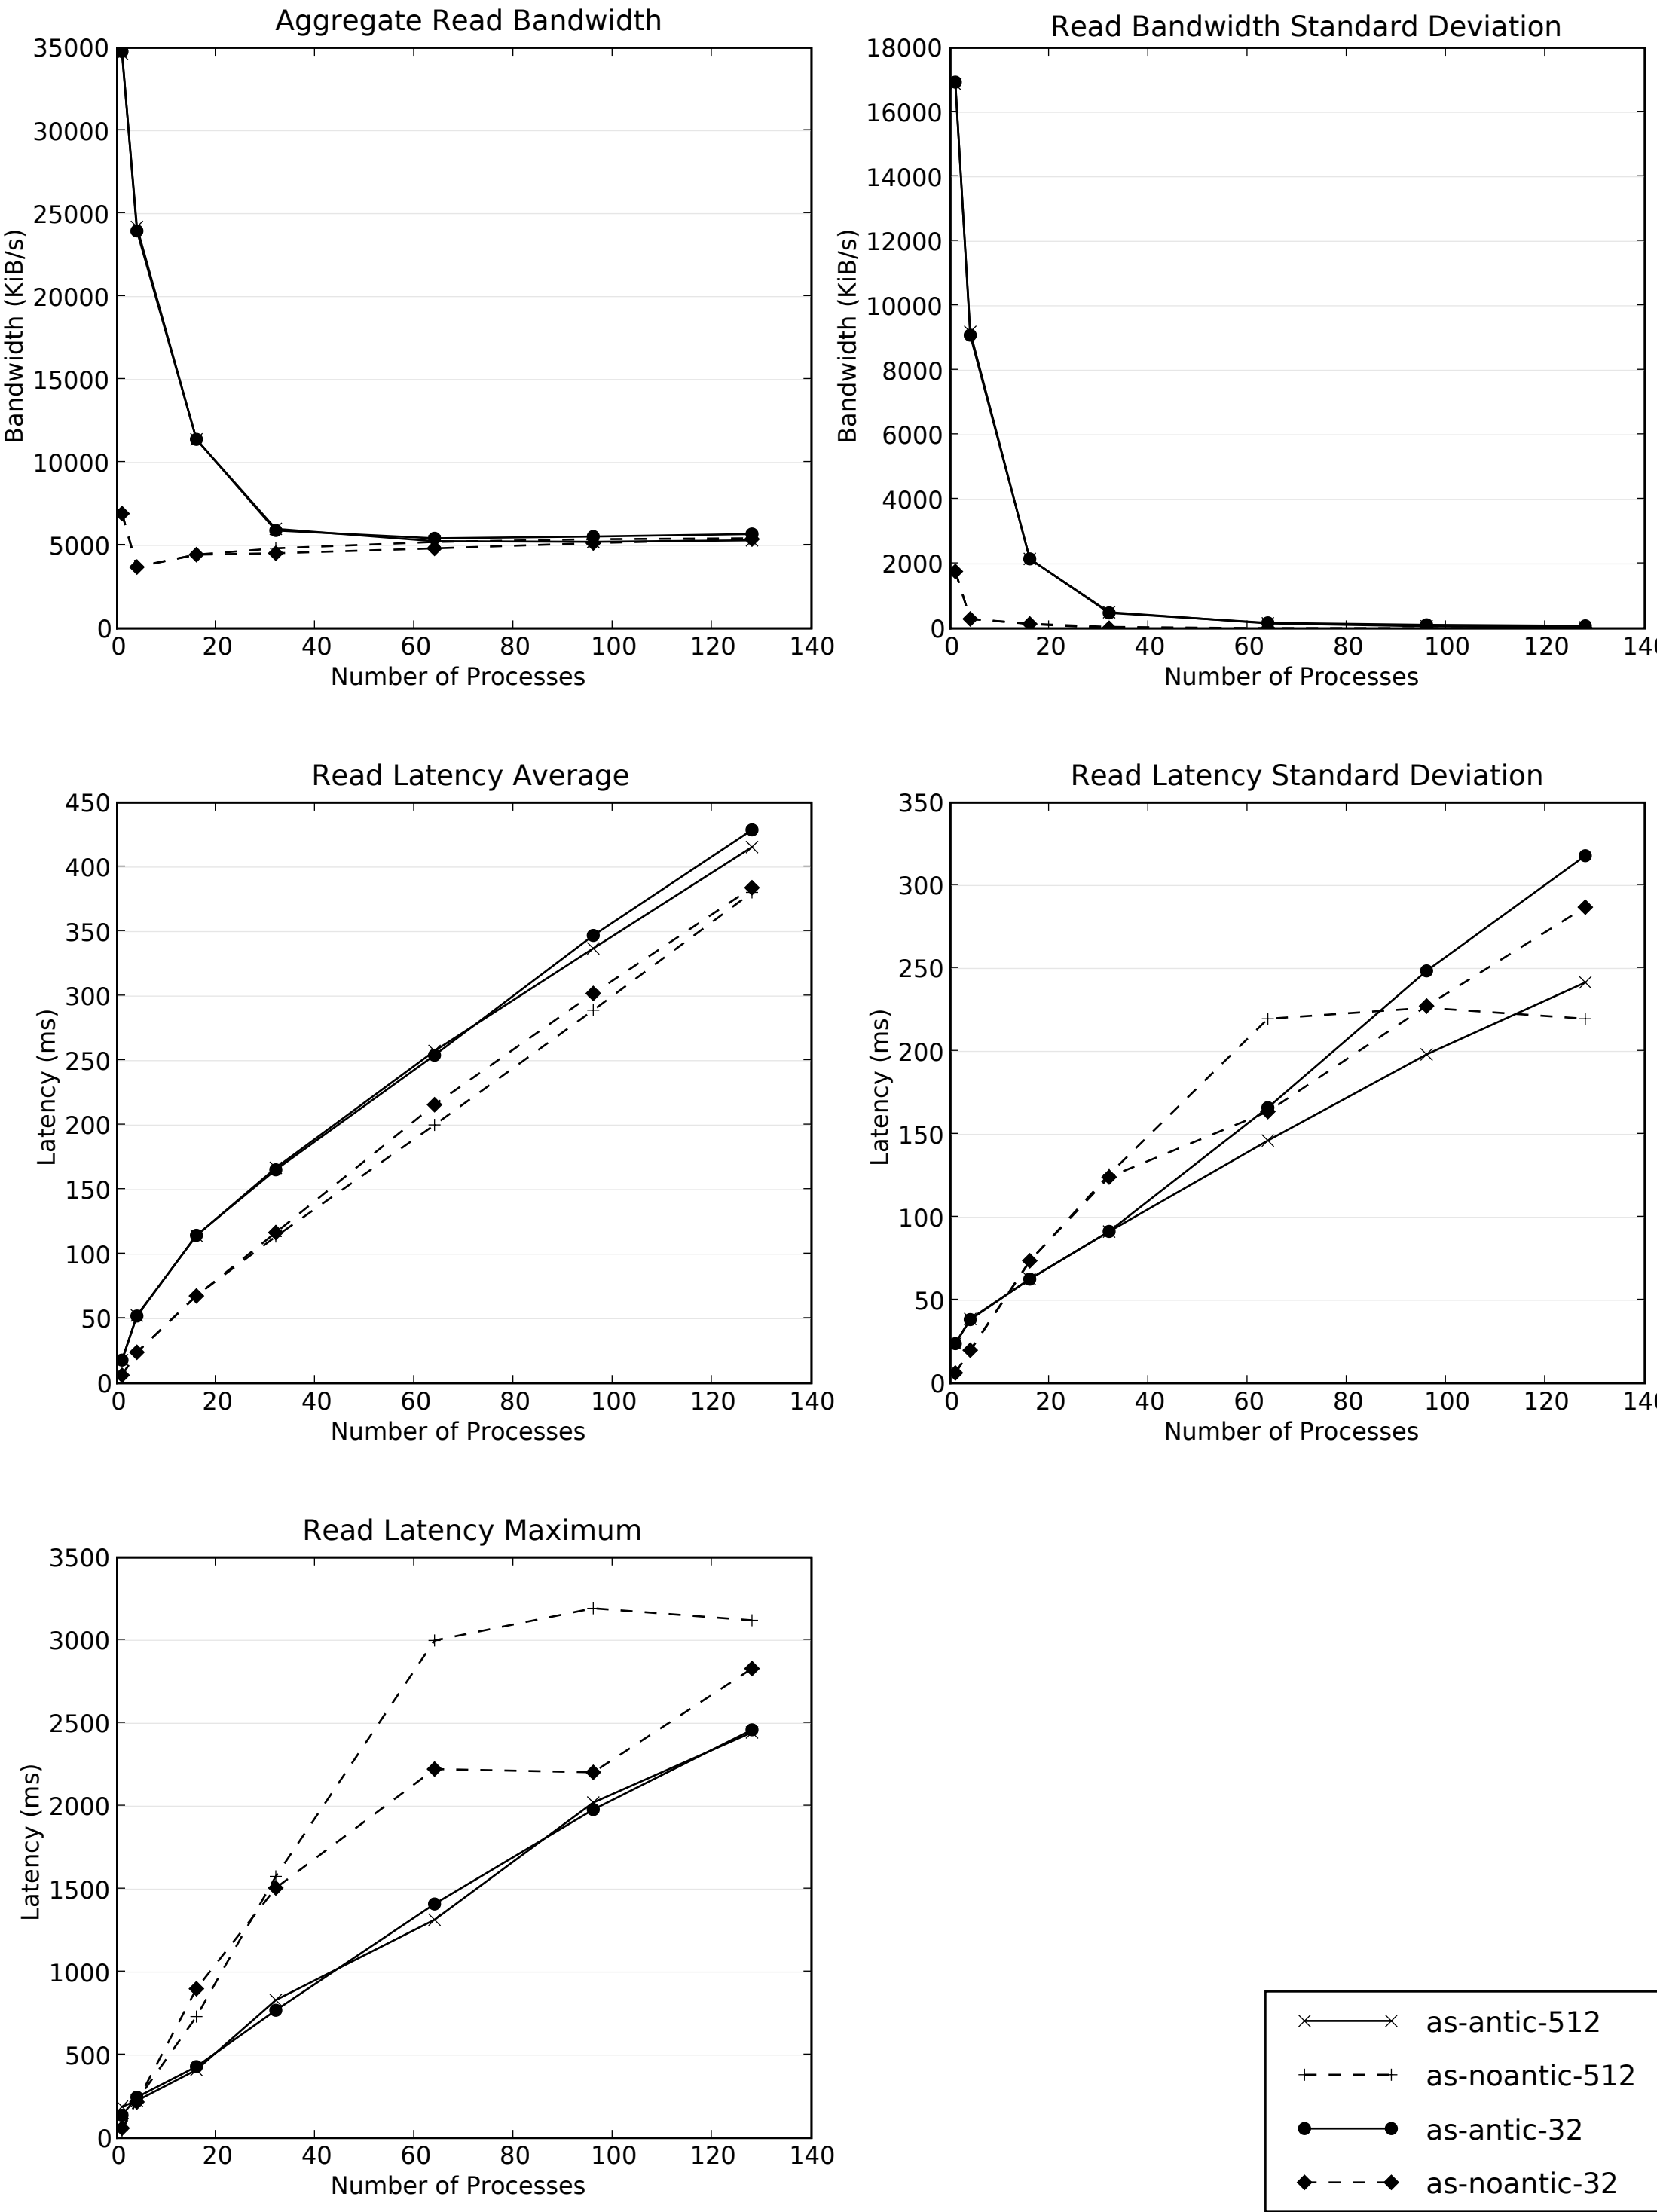 Aggregate Read Bandwidth
35000
30000
25000
20000
15000
10000
5000
0
Bandwidth (KiB/s)
0 20 40 60 80 100 120 140
Number of Processes
Read Bandwidth Standard Deviation
18000
16000
14000
12000
10000
8000
6000
4000
2000
0
Bandwidth (KiB/s)
0 20 40 60 80 100 120 140
Number of Processes
Read Latency Average
450
400
350
300
250
200
150
100
50
0
Latency (ms)
0 20 40 60 80 100 120 140
Number of Processes
Read Latency Standard Deviation
350
300
250
200
150
100
50
0
Latency (ms)
0 20 40 60 80 100 120 140
Number of Processes
Read Latency Maximum
3500
3000
2500
2000
1500
1000
500
0
Latency (ms)
0 20 40 60 80 100 120 140
Number of Processes
as-antic-512
as-noantic-512
as-antic-32
as-noantic-32